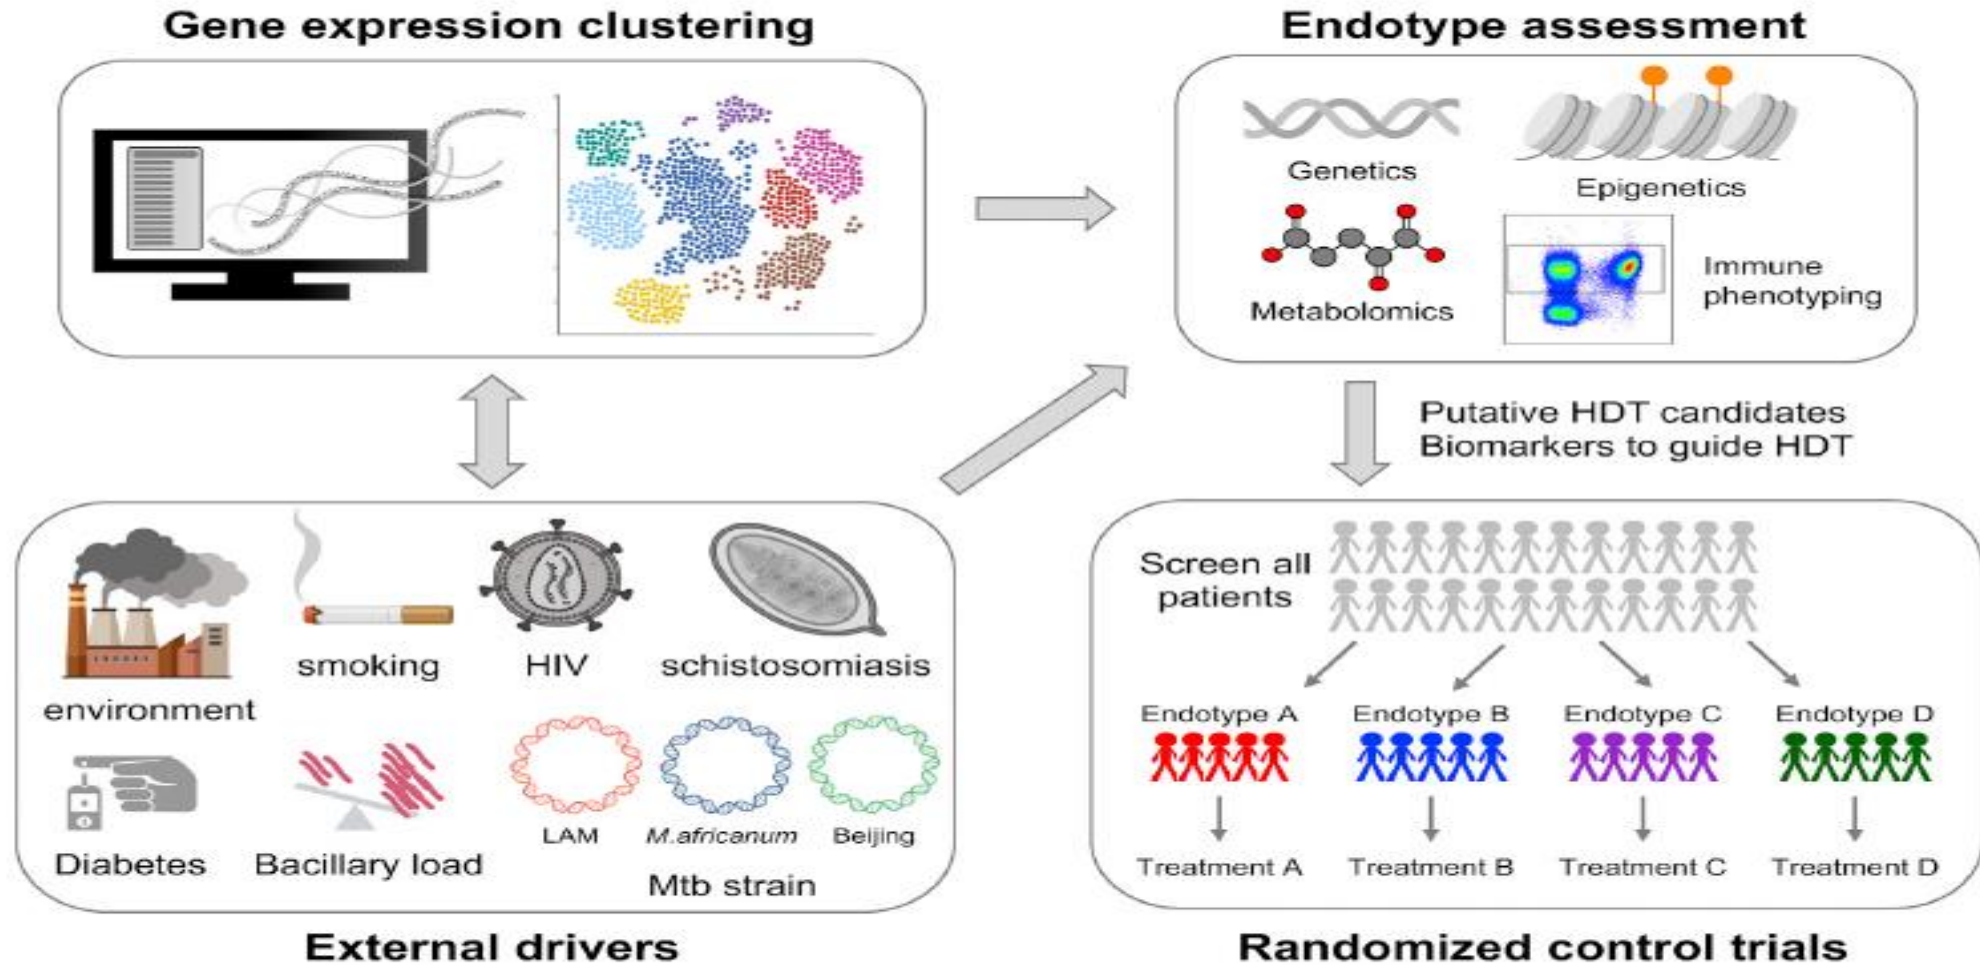 Gene expression clustering
Endotype assessment
Genetics
Epigenetics
Metabolomics
Immune
phenotyping
Putative HDT candidates
Biomarkers to guide HDT
environment
smoking
HIV
schistosomiasis
Diabetes
Bacillary load
LAM
M.africanum
Beijing
Mtb strain
External drivers
Screen all
patients
Endotype A
Endotype B
Endotype C
Endotype D
Treatment A
Treatment B
Treatment C
Treatment D
Randomized control trials